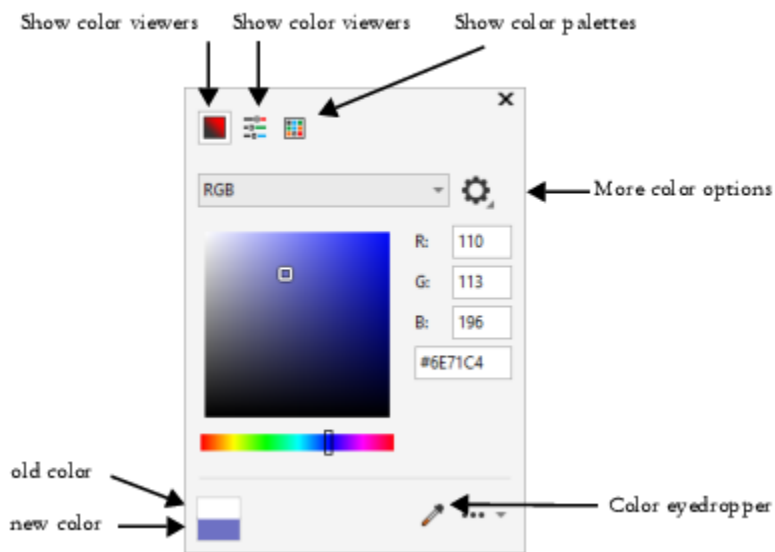 Show color viewers Show color viewers Show color palettes
RGB
More color options
R: 110
G: 113
B: 196
#6E71C4
old color
new color
Color eyedropper